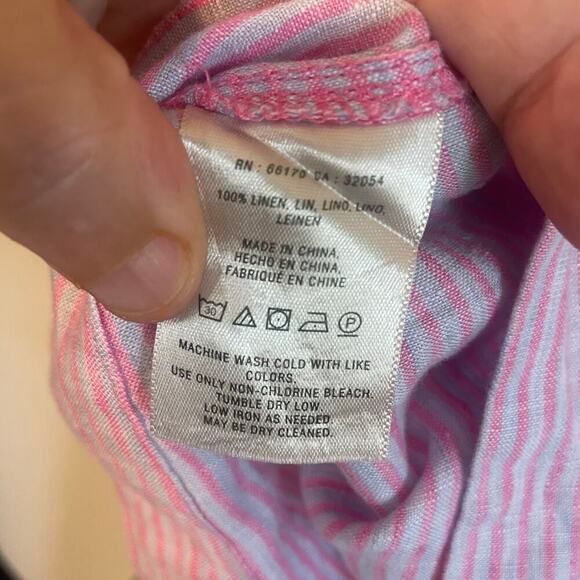 RN : 66170 CA : 32054
100% LINEN, LIN, LINO, LINO,
LEINEN
MADE IN CHINA,
HECHO EN CHINA,
FABRIQUÉ EN CHINE
30 P
MACHINE WASH COLD WITH LIKE
COLORS.
USE ONLY NON-CHLORINE BLEACH.
TUMBLE DRY LOW
LOW IRON AS NEEDED
MAY BE DRY CLEANED.